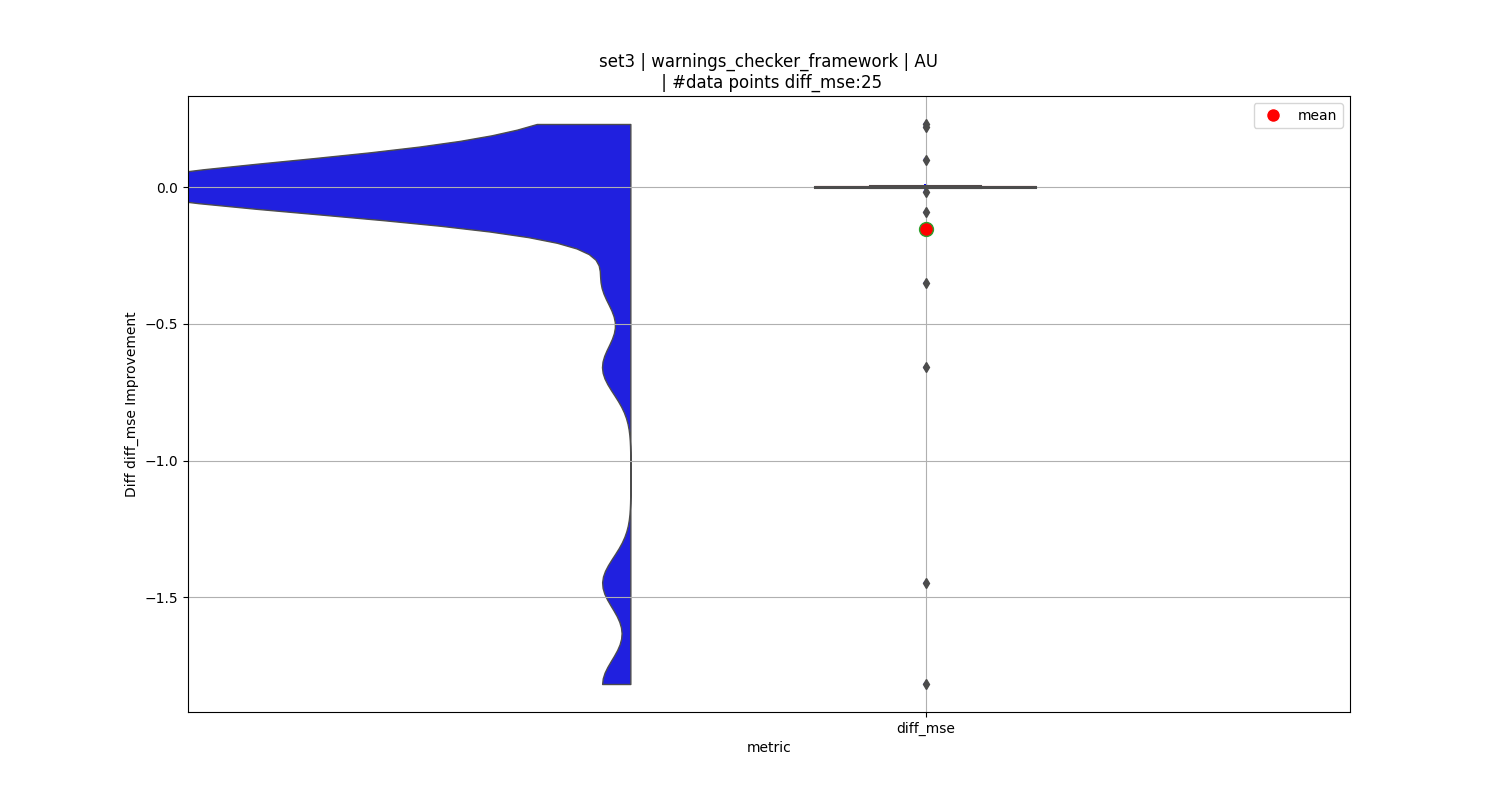 set3 | warnings_checker_framework | AU
| #data points diff_mse:25
mean
0.0
−0.5
−1.0
−1.5
Diff diff_mse Improvement
diff_mse
metric